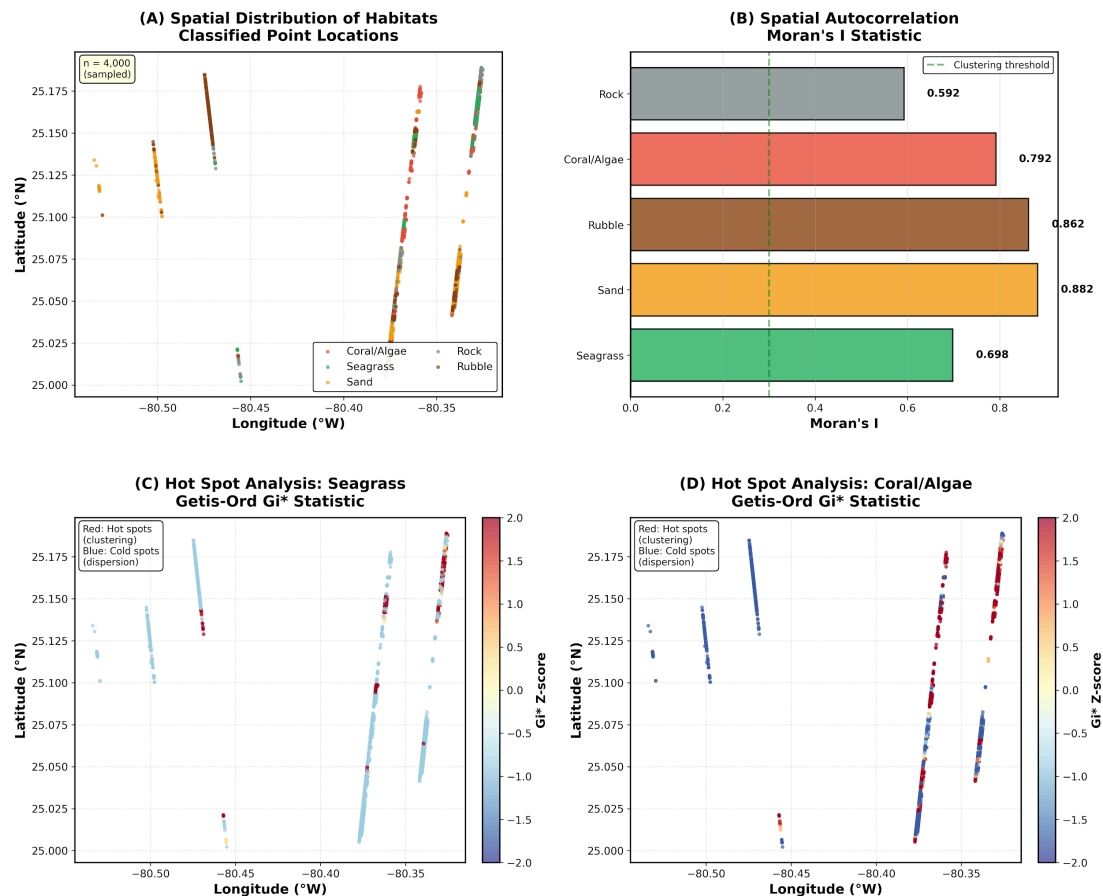 (A) Spatial Distribution of Habitats
Classified Point Locations
n = 4,000
(sampled)
25.175
25.150
25.125
25.100
25.075
25.050
25.025
25.000
Latitude (°N)
Coral/Algae
Seagrass
Sand
Rock
Rubble
−80.50
−80.45
−80.40
−80.35
Longitude (°W)
(B) Spatial Autocorrelation
Moran's I Statistic
Clustering threshold
Rock
0.592
Coral/Algae
0.792
Rubble
0.862
Sand
0.882
Seagrass
0.698
0.0
0.2
0.4
0.6
0.8
Moran's I
(C) Hot Spot Analysis: Seagrass
Getis-Ord Gi* Statistic
Red: Hot spots
(clustering)
Blue: Cold spots
(dispersion)
25.175
25.150
25.125
25.100
25.075
25.050
25.025
25.000
Latitude (°N)
−80.50
−80.45
−80.40
−80.35
Longitude (°W)
2.0
1.5
1.0
0.5
0.0
−0.5
−1.0
−1.5
−2.0
Gi* Z-score
(D) Hot Spot Analysis: Coral/Algae
Getis-Ord Gi* Statistic
Red: Hot spots
(clustering)
Blue: Cold spots
(dispersion)
25.175
25.150
25.125
25.100
25.075
25.050
25.025
25.000
Latitude (°N)
−80.50
−80.45
−80.40
−80.35
Longitude (°W)
2.0
1.5
1.0
0.5
0.0
−0.5
−1.0
−1.5
−2.0
Gi* Z-score